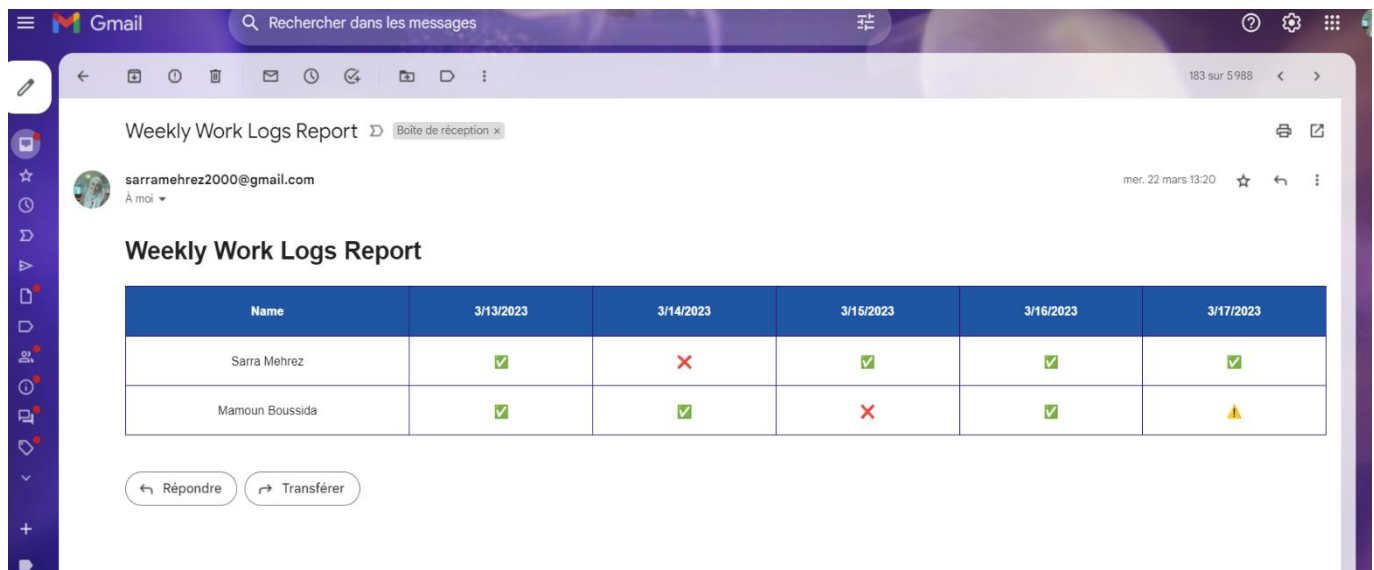 Gmail
Rechercher dans les messages
183 sur 5 988
Weekly Work Logs Report Boîte de réception ×
sarramehrez2000@gmail.com
mer. 22 mars 13:20
À moi
Weekly Work Logs Report
Name 3/13/2023 3/14/2023 3/15/2023 3/16/2023 3/17/2023
Sarra Mehrez ✅ ❌ ✅ ✅ ✅
Mamoun Boussida ✅ ✅ ❌ ✅ ⚠️
Répondre Transférer